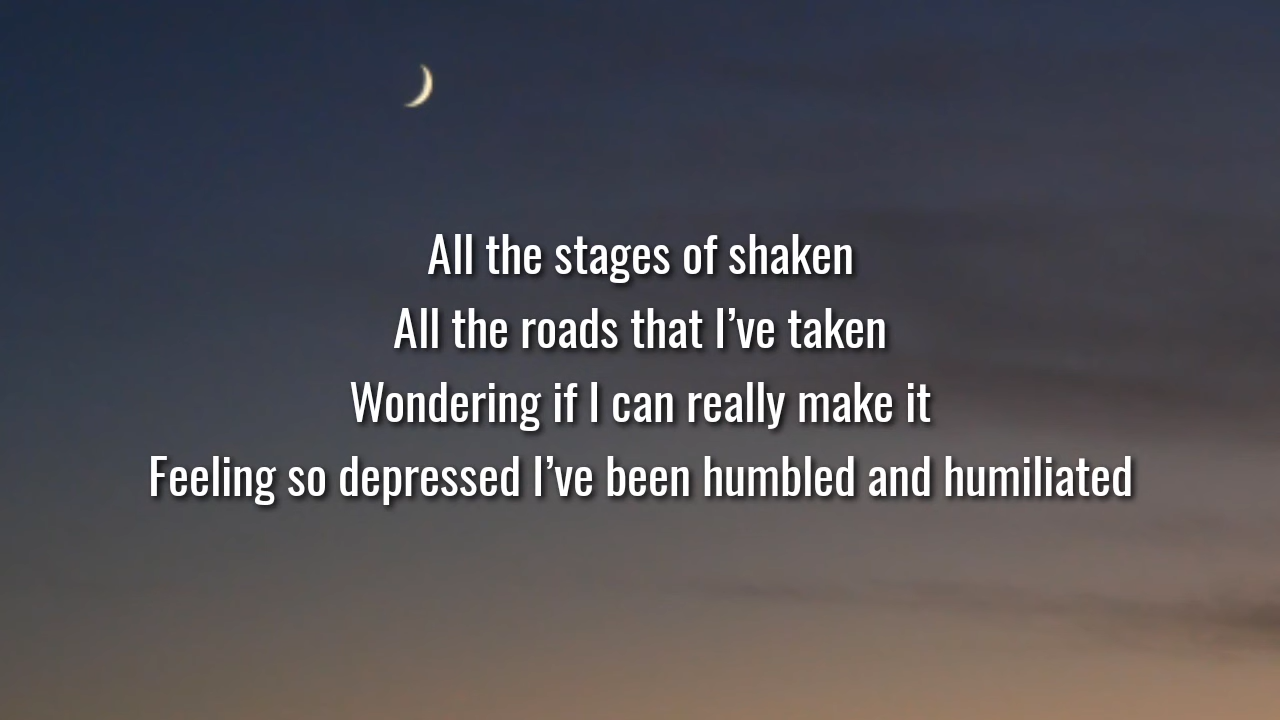 All the stages of shaken
All the roads that I’ve taken
Wondering if I can really make it
Feeling so depressed I’ve been humbled and humiliated